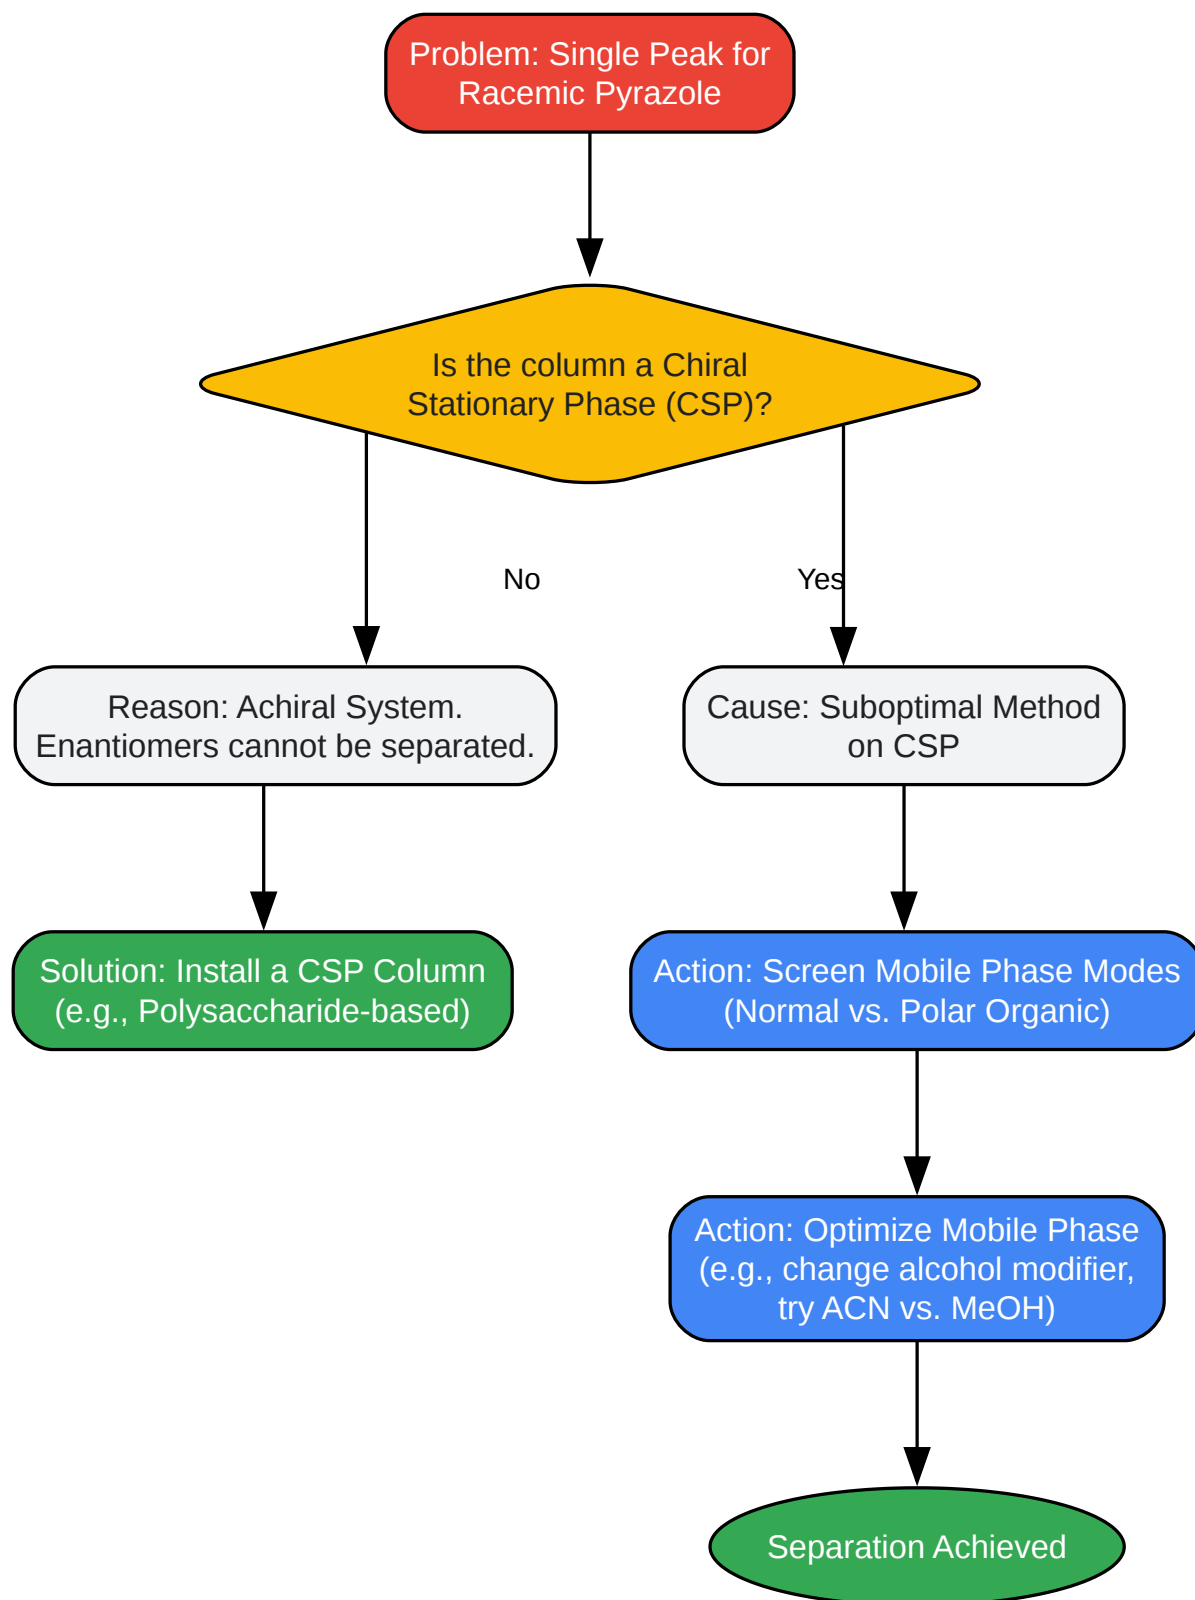 Problem: Single Peak for
Racemic Pyrazole
Is the column a Chiral
Stationary Phase (CSP)?
No
Yes
Reason: Achiral System.
Enantiomers cannot be separated.
Cause: Suboptimal Method
on CSP
Solution: Install a CSP Column
(e.g., Polysaccharide-based)
Action: Screen Mobile Phase Modes
(Normal vs. Polar Organic)
Action: Optimize Mobile Phase
(e.g., change alcohol modifier,
try ACN vs. MeOH)
Separation Achieved